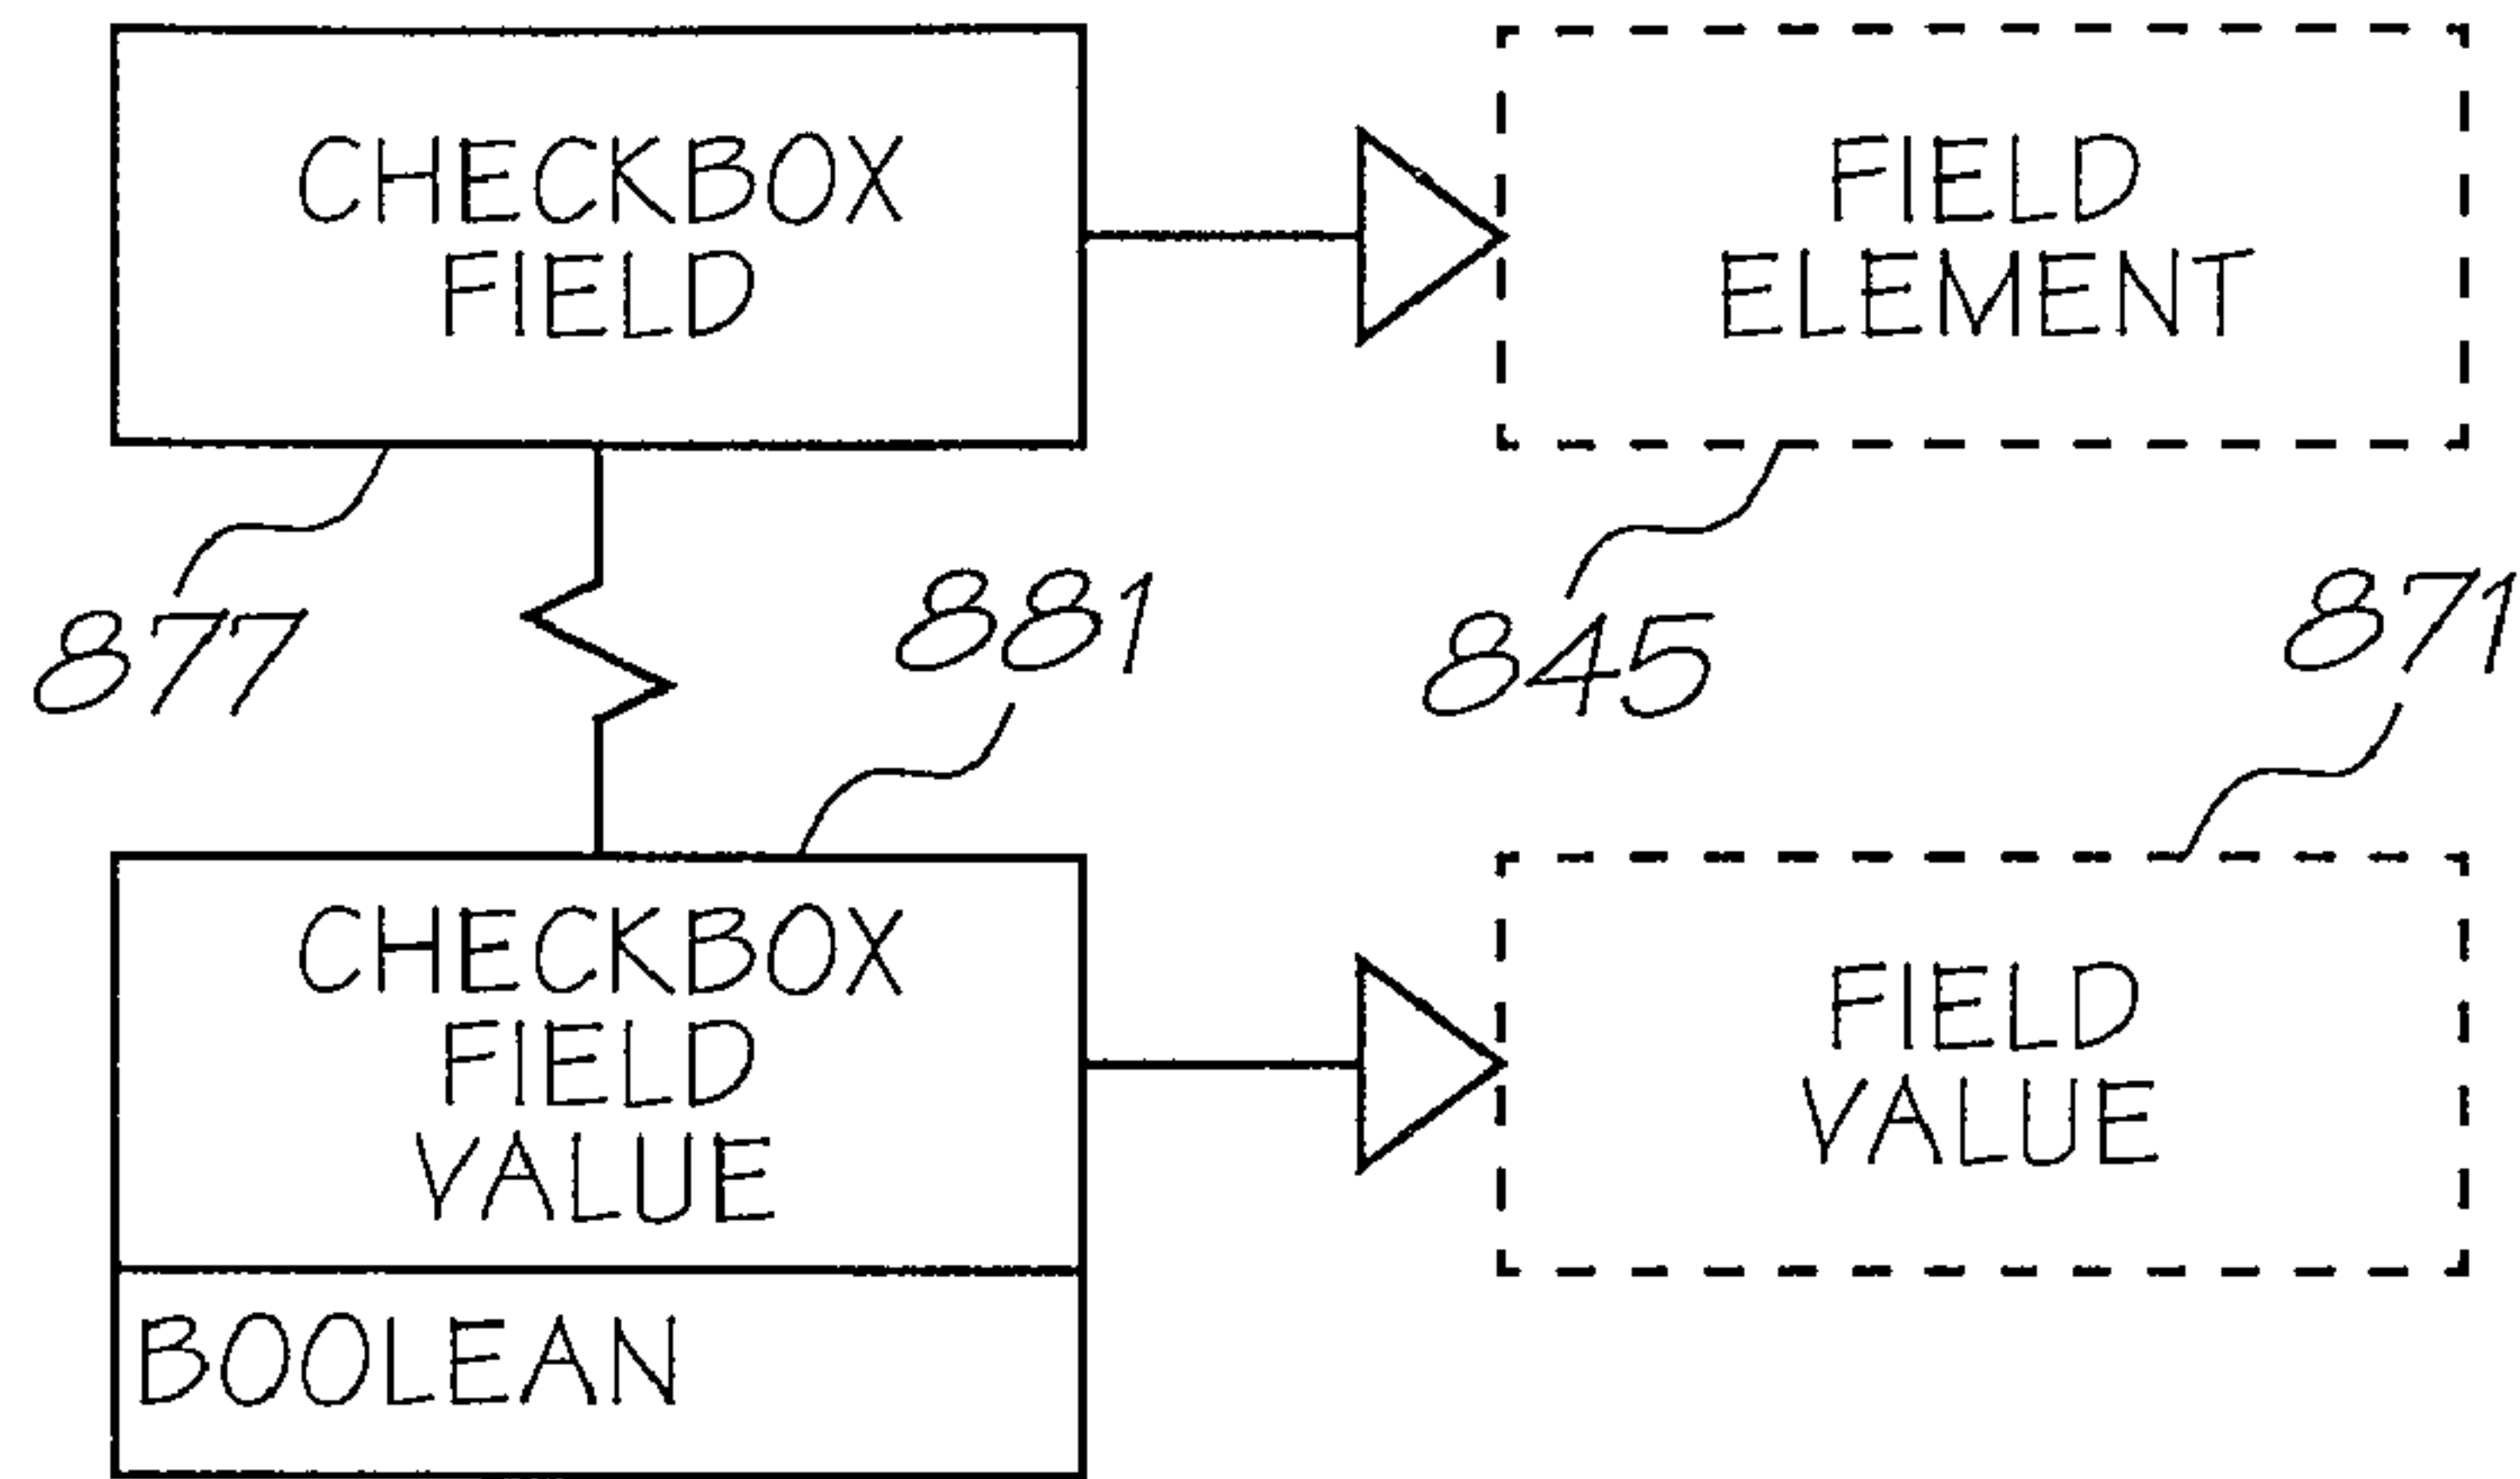 CHECKBOX
FIELD
FIELD
ELEMENT
877
881
845
871
CHECKBOX
FIELD
VALUE
BOOLEAN
FIELD
VALUE